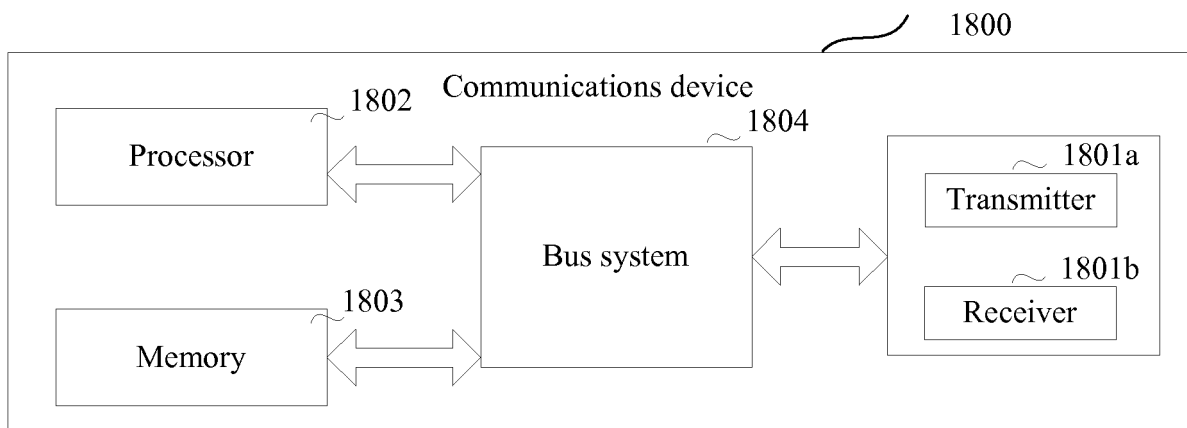 1800
Communications device
1802
Processor
1804
Bus system
1801a
Transmitter
1801b
Receiver
1803
Memory